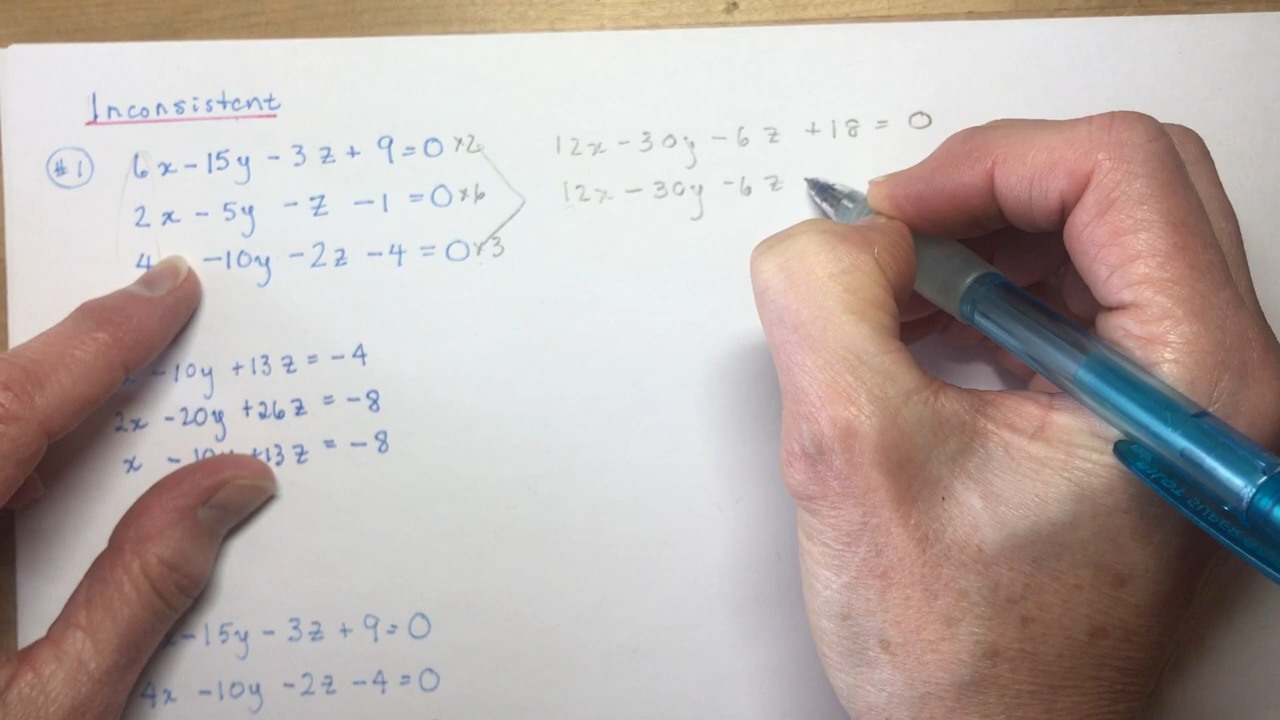 Inconsistent
#1 6x - 15y - 3z + 9 = 0 x2
2x - 5y - z - 1 = 0 x6
4 - 10y - 2z - 4 = 0 x3
12x - 30y - 6z + 18 = 0
12x - 30y - 6z
- 10y + 13z = -4
2x - 20y + 26z = -8
x - 10y + 13z = -8
x - 15y - 3z + 9 = 0
4x - 10y - 2z - 4 = 0